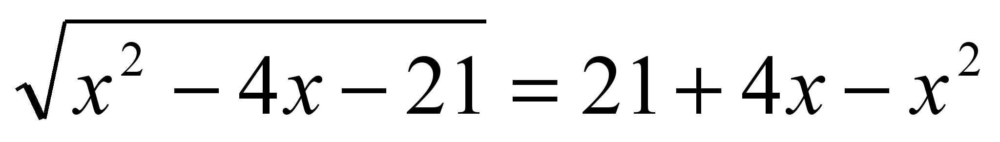 √(x² − 4x − 21) = 21 + 4x − x²